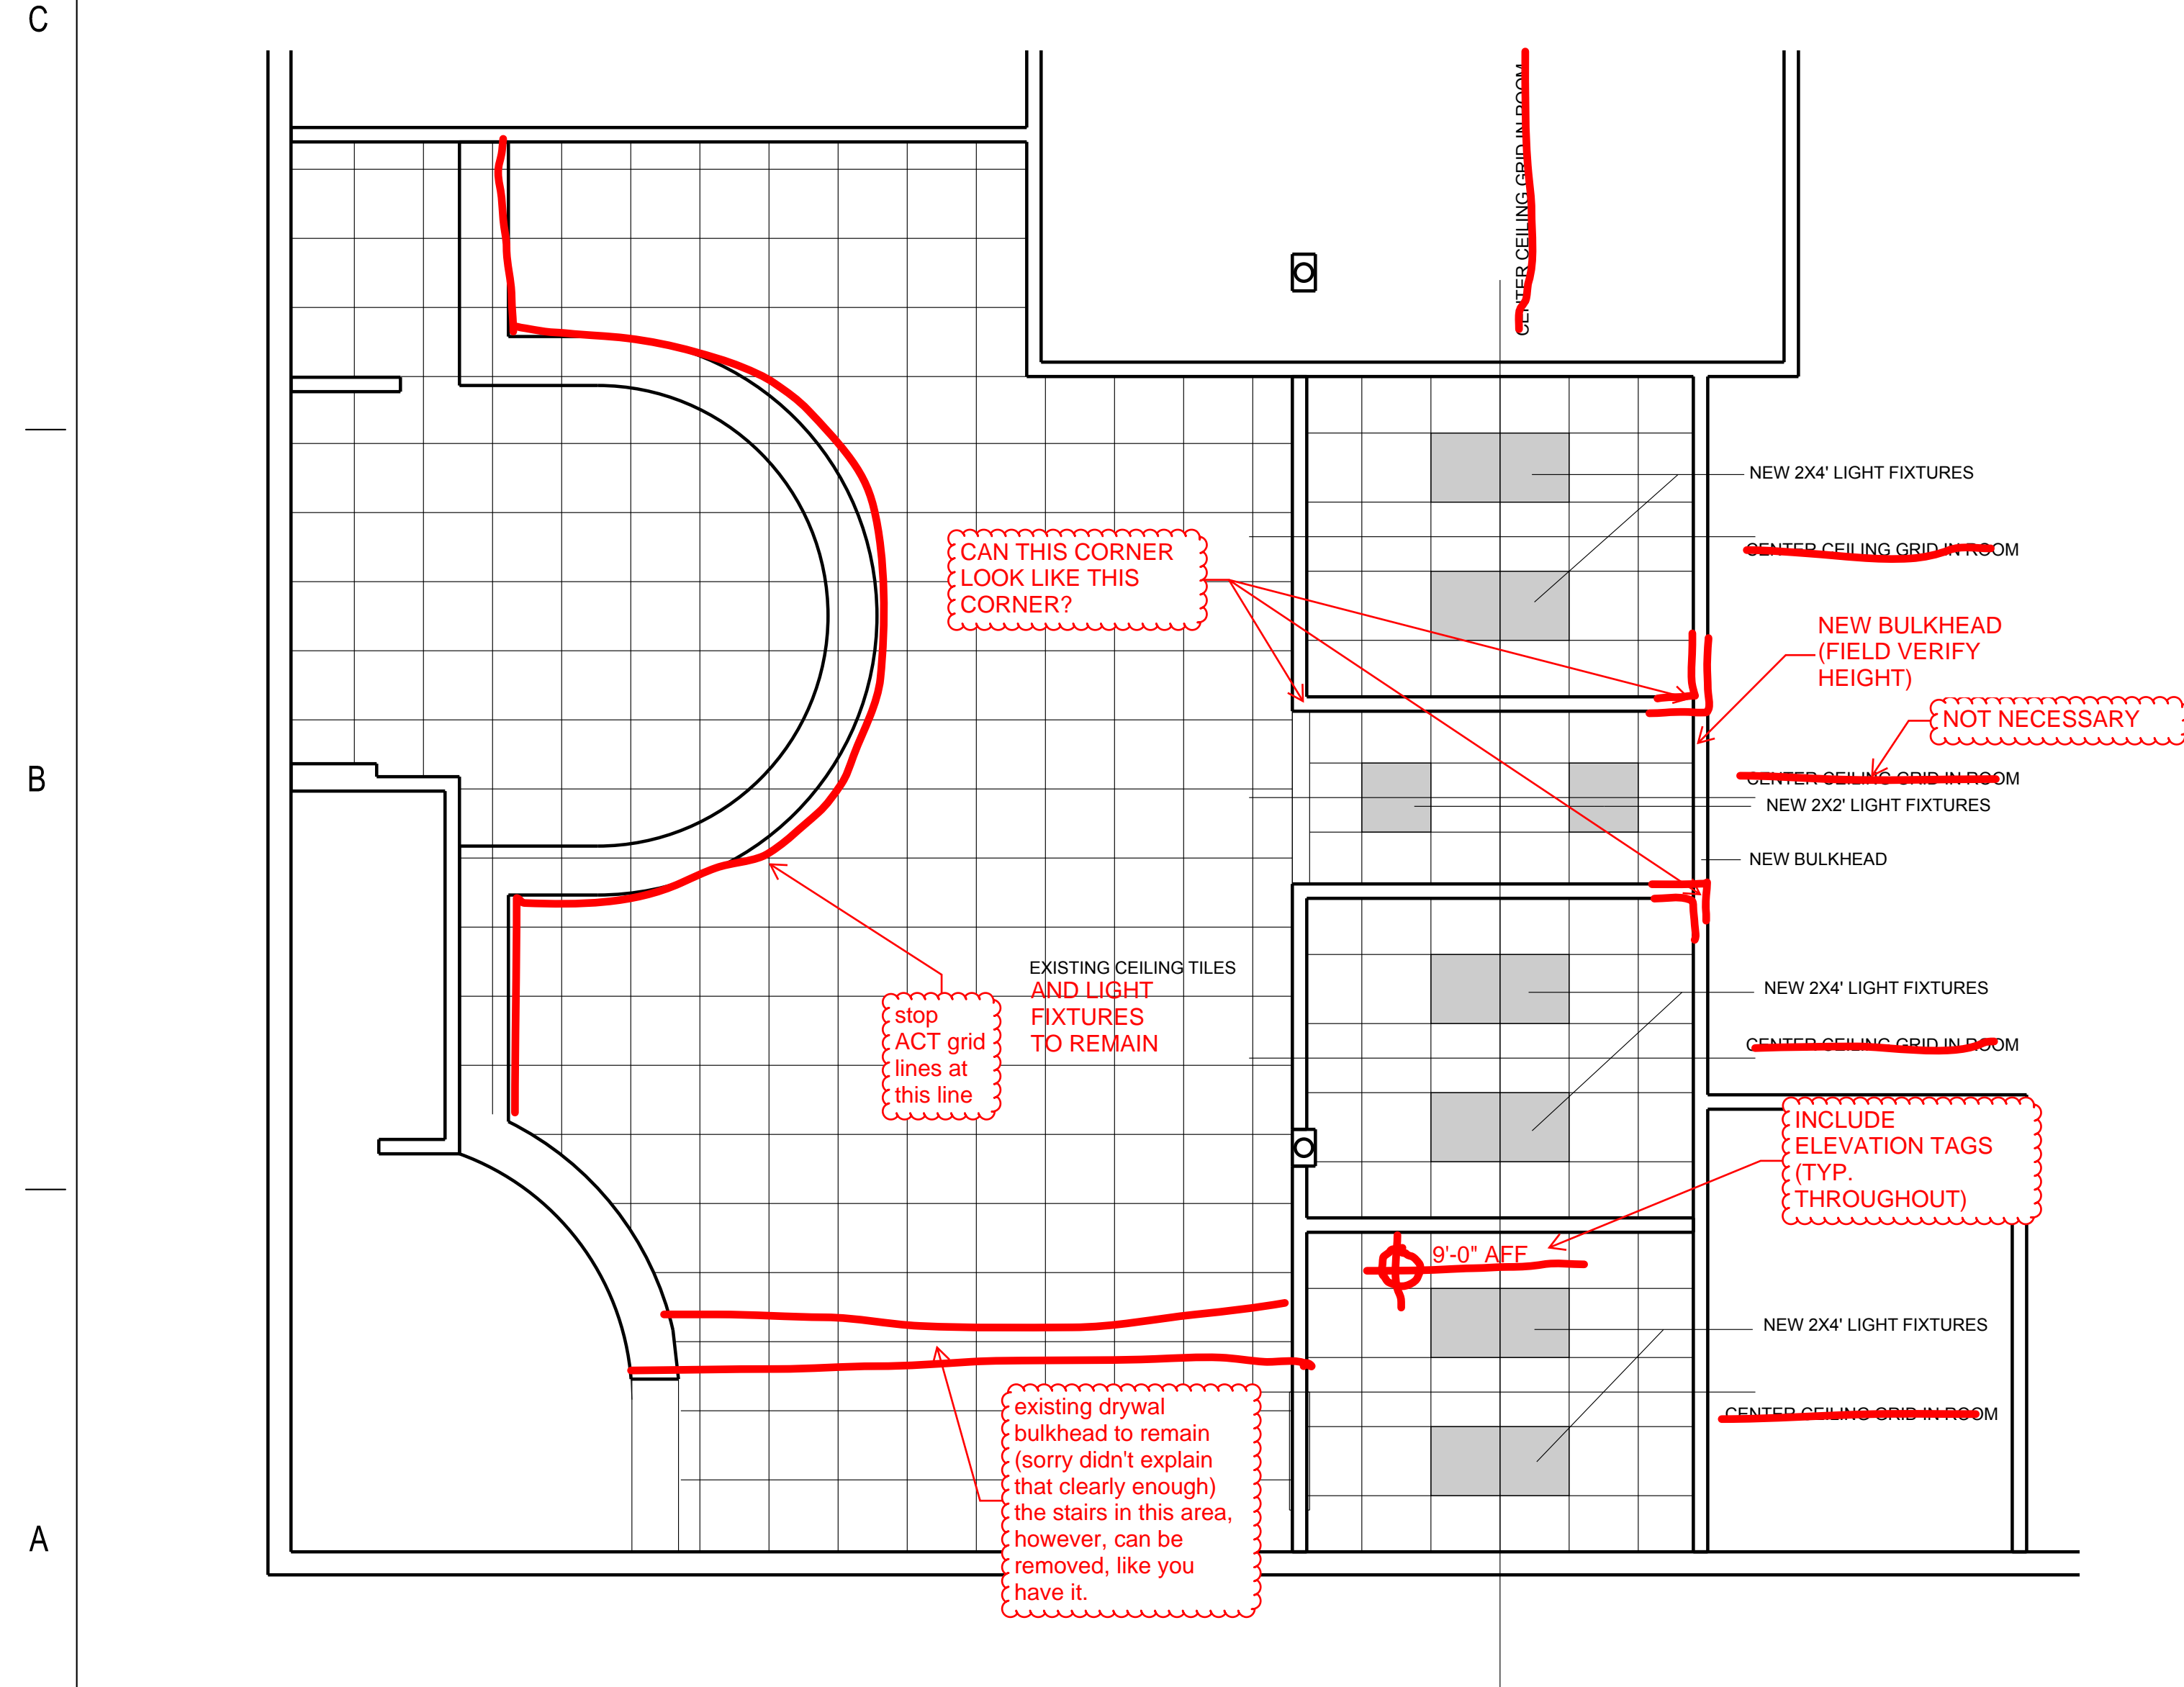 C
CENTER CEILING GRID IN ROOM
NEW 2X4' LIGHT FIXTURES
CAN THIS CORNER
LOOK LIKE THIS
CORNER?
CENTER CEILING GRID IN ROOM
NEW BULKHEAD
(FIELD VERIFY
HEIGHT)
NOT NECESSARY
B
CENTER CEILING GRID IN ROOM
NEW 2X2' LIGHT FIXTURES
NEW BULKHEAD
EXISTING CEILING TILES
AND LIGHT
FIXTURES
TO REMAIN
NEW 2X4' LIGHT FIXTURES
stop
ACT grid
lines at
this line
CENTER CEILING GRID IN ROOM
INCLUDE
ELEVATION TAGS
(TYP.
THROUGHOUT)
9'-0" AFF
NEW 2X4' LIGHT FIXTURES
CENTER CEILING GRID IN ROOM
existing drywal
bulkhead to remain
(sorry didn't explain
that clearly enough)
the stairs in this area,
however, can be
removed, like you
have it.
A